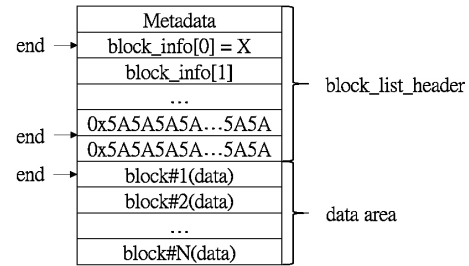 Metadata
end
block_info[0] = X
block_info[1]
block_list_header
...
0x5A5A5A5A...5A5A
end
0x5A5A5A5A...5A5A
end
block#1(data)
block#2(data)
data area
...
block#N(data)